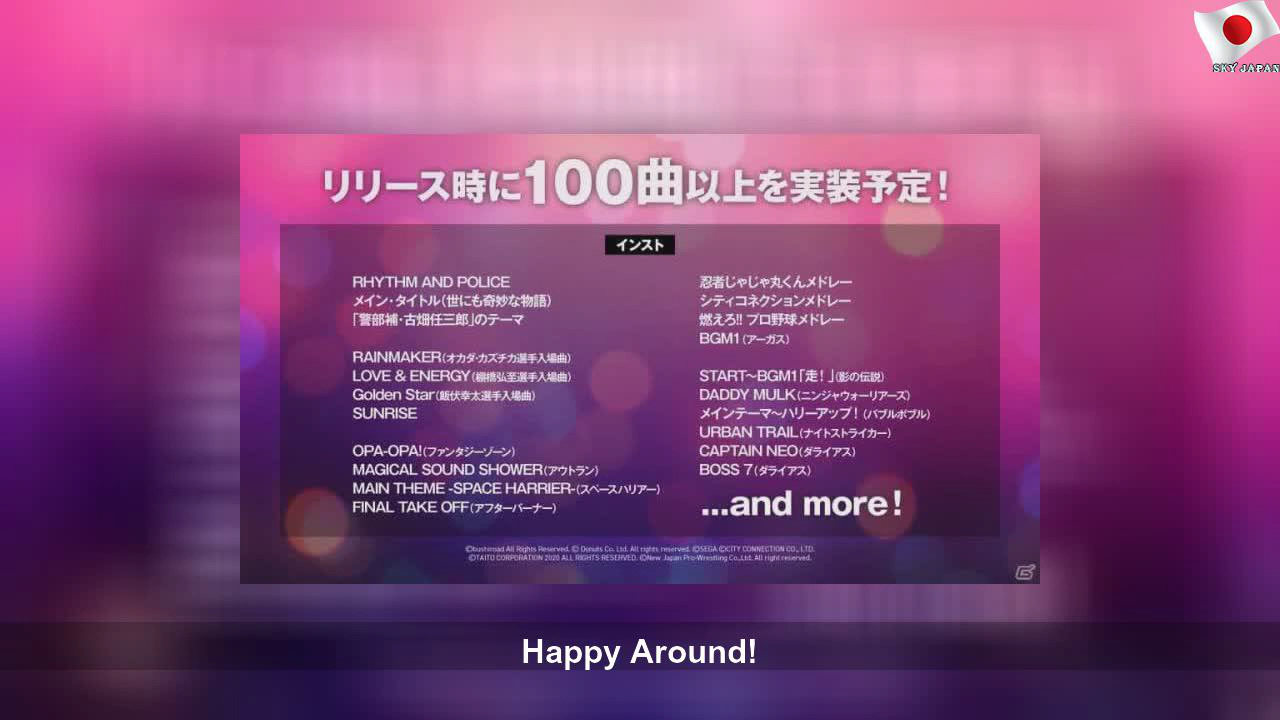 SKY JAPAN
リリース時に100曲以上を実装予定！
インスト
RHYTHM AND POLICE
メイン・タイトル（世にも奇妙な物語）
「警部補・古畑任三郎」のテーマ
RAINMAKER（オカダ・カズチカ選手入場曲）
LOVE & ENERGY（棚橋弘至選手入場曲）
Golden Star（飯伏幸太選手入場曲）
SUNRISE
OPA-OPA!（ファンタジーゾーン）
MAGICAL SOUND SHOWER（アウトラン）
MAIN THEME -SPACE HARRIER-（スペースハリアー）
FINAL TAKE OFF（アフターバーナー）
忍者じゃじゃ丸くんメドレー
シティコネクションメドレー
燃えろ!! プロ野球メドレー
BGM1（アーガス）
START～BGM1「走！」（影の伝説）
DADDY MULK（ニンジャウォーリアーズ）
メインテーマ～ハリーアップ！（バブルボブル）
URBAN TRAIL（ナイトストライカー）
CAPTAIN NEO（ダライアス）
BOSS 7（ダライアス）
...and more！
©bushiroad All Rights Reserved. © Donuts Co. Ltd. All rights reserved. ©SEGA ©CITY CONNECTION CO., LTD.
©TAITO CORPORATION 2020 ALL RIGHTS RESERVED. ©New Japan Pro-Wrestling Co.,Ltd. All right reserved.
Happy Around!